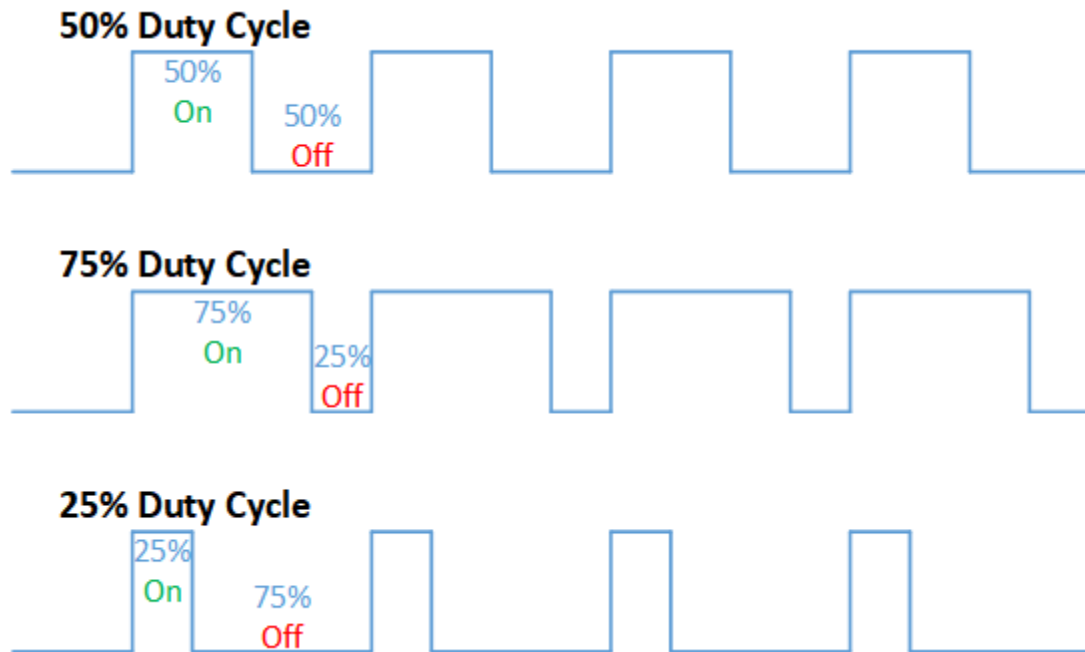 50% Duty Cycle
50%
On
50%
Off
75% Duty Cycle
75%
On
25%
Off
25% Duty Cycle
25%
On
75%
Off